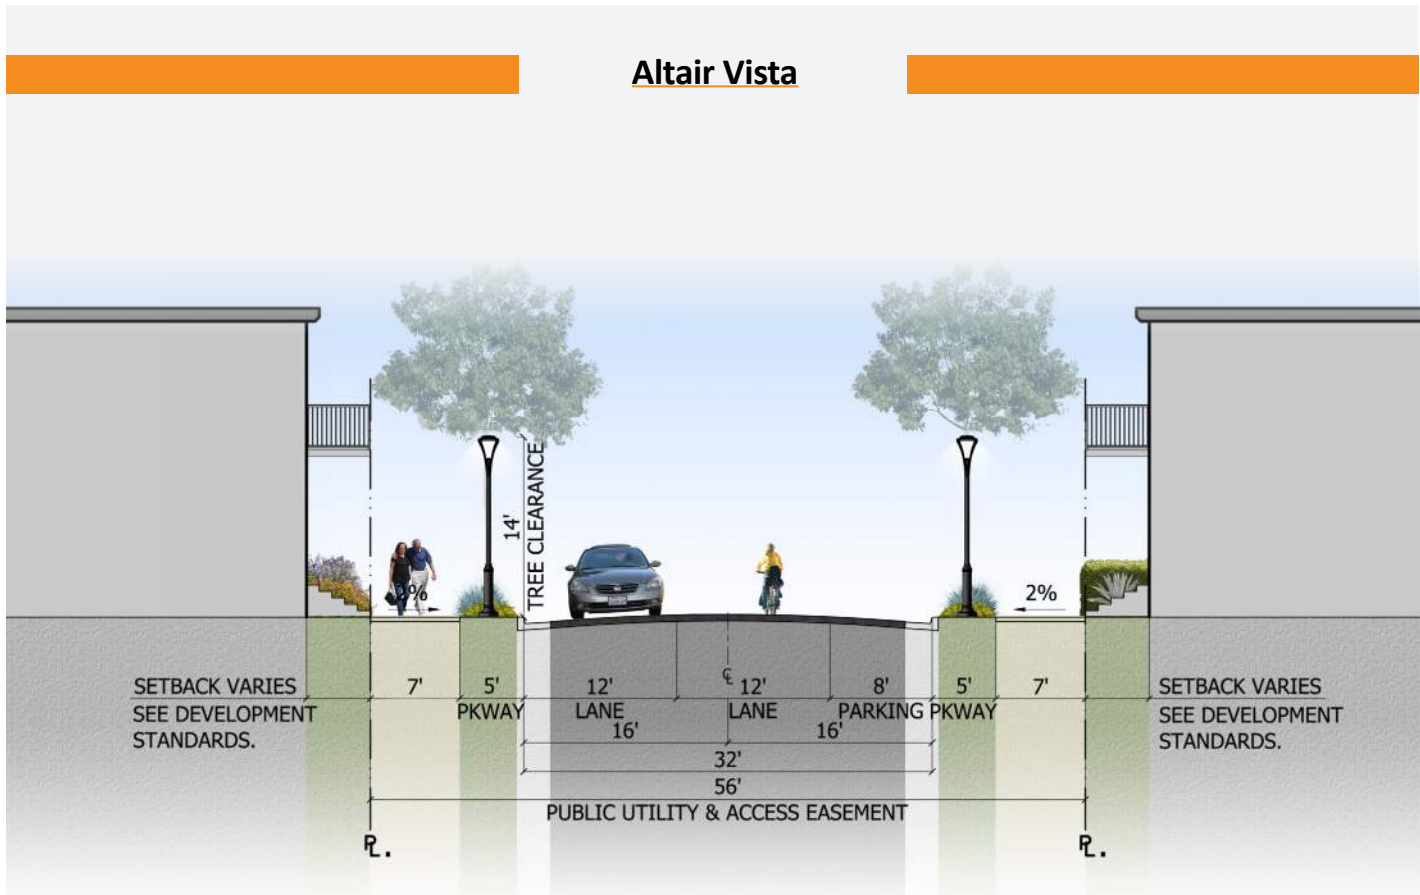 Altair Vista
14'
TREE CLEARANCE
2%
2%
SETBACK VARIES
SEE DEVELOPMENT
STANDARDS.
7'
5'
PKWAY
12'
LANE
℄
12'
LANE
8'
PARKING
5'
PKWAY
7'
SETBACK VARIES
SEE DEVELOPMENT
STANDARDS.
16'
16'
32'
56'
PUBLIC UTILITY & ACCESS EASEMENT
PL.
PL.